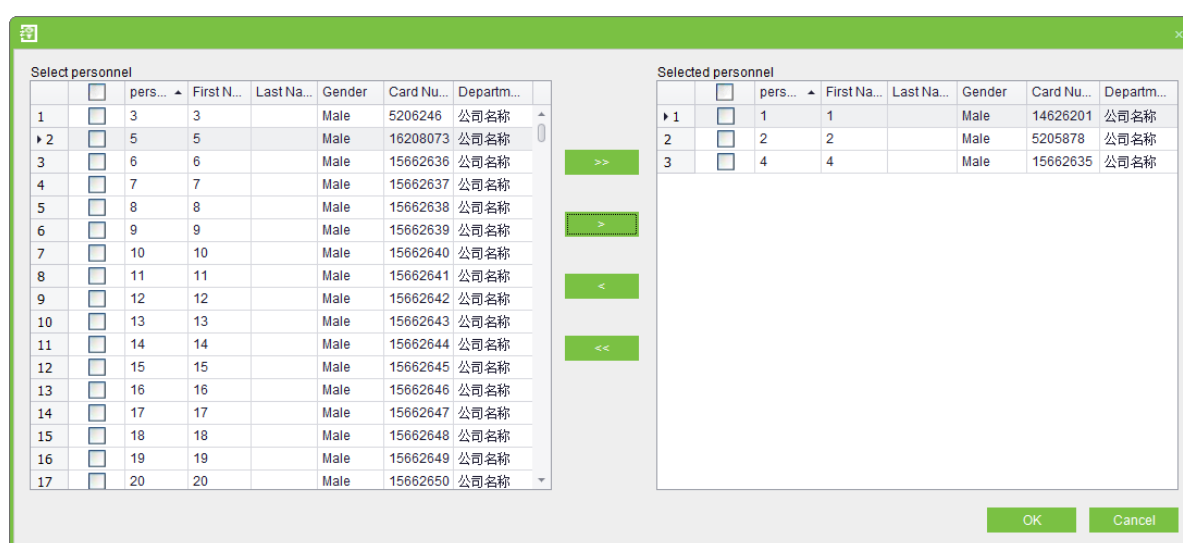 ×
Select personnel
pers... First N... Last Na... Gender Card Nu... Departm...
1 3 3 Male 5206246 公司名称
2 5 5 Male 16208073 公司名称
3 6 6 Male 15662636 公司名称
4 7 7 Male 15662637 公司名称
5 8 8 Male 15662638 公司名称
6 9 9 Male 15662639 公司名称
7 10 10 Male 15662640 公司名称
8 11 11 Male 15662641 公司名称
9 12 12 Male 15662642 公司名称
10 13 13 Male 15662643 公司名称
11 14 14 Male 15662644 公司名称
12 15 15 Male 15662645 公司名称
13 16 16 Male 15662646 公司名称
14 17 17 Male 15662647 公司名称
15 18 18 Male 15662648 公司名称
16 19 19 Male 15662649 公司名称
17 20 20 Male 15662650 公司名称
>>
>
<
<<
Selected personnel
pers... First Na... Last Na... Gender Card Nu... Departm...
1 1 1 Male 14626201 公司名称
2 2 2 Male 5205878 公司名称
3 4 4 Male 15662635 公司名称
OK Cancel